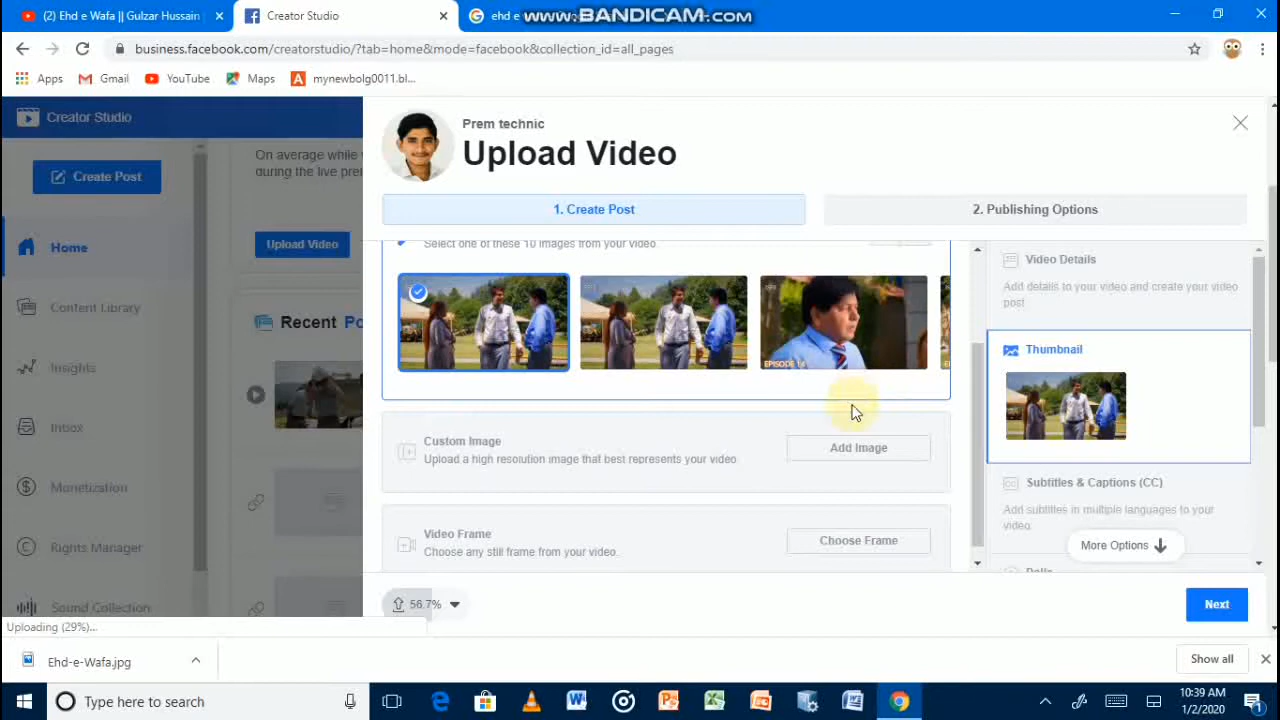 (2) Ehd e Wafa || Gulzar Hussain
Creator Studio
ehd e
www.BANDICAM.com
business.facebook.com/creatorstudio/?tab=home&mode=facebook&collection_id=all_pages
Apps
Gmail
YouTube
Maps
mynewbolg0011.bl...
Creator Studio
Create Post
Home
Content Library
Insights
Inbox
Monetization
Rights Manager
Sound Collection
On average while
during the live pre
Upload Video
Recent Po
Prem technic
Upload Video
1. Create Post
2. Publishing Options
Select one of these 10 images from your video.
EPISODE 14
Custom Image
Upload a high resolution image that best represents your video.
Add Image
Video Frame
Choose any still frame from your video.
Choose Frame
Video Details
Add details to your video and create your video
post.
Thumbnail
CC
Subtitles & Captions (CC)
Add subtitles in multiple languages to your
video.
More Options
Polls
56.7%
Next
Uploading (29%)...
Ehd-e-Wafa.jpg
Show all
Type here to search
10:39 AM
1/2/2020